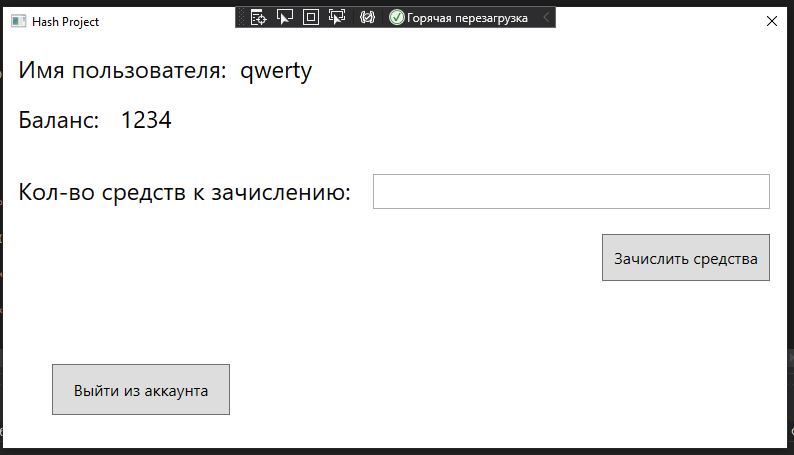 Hash Project
Горячая перезагрузка
Имя пользователя: qwerty
Баланс: 1234
Кол-во средств к зачислению:
Зачислить средства
Выйти из аккаунта